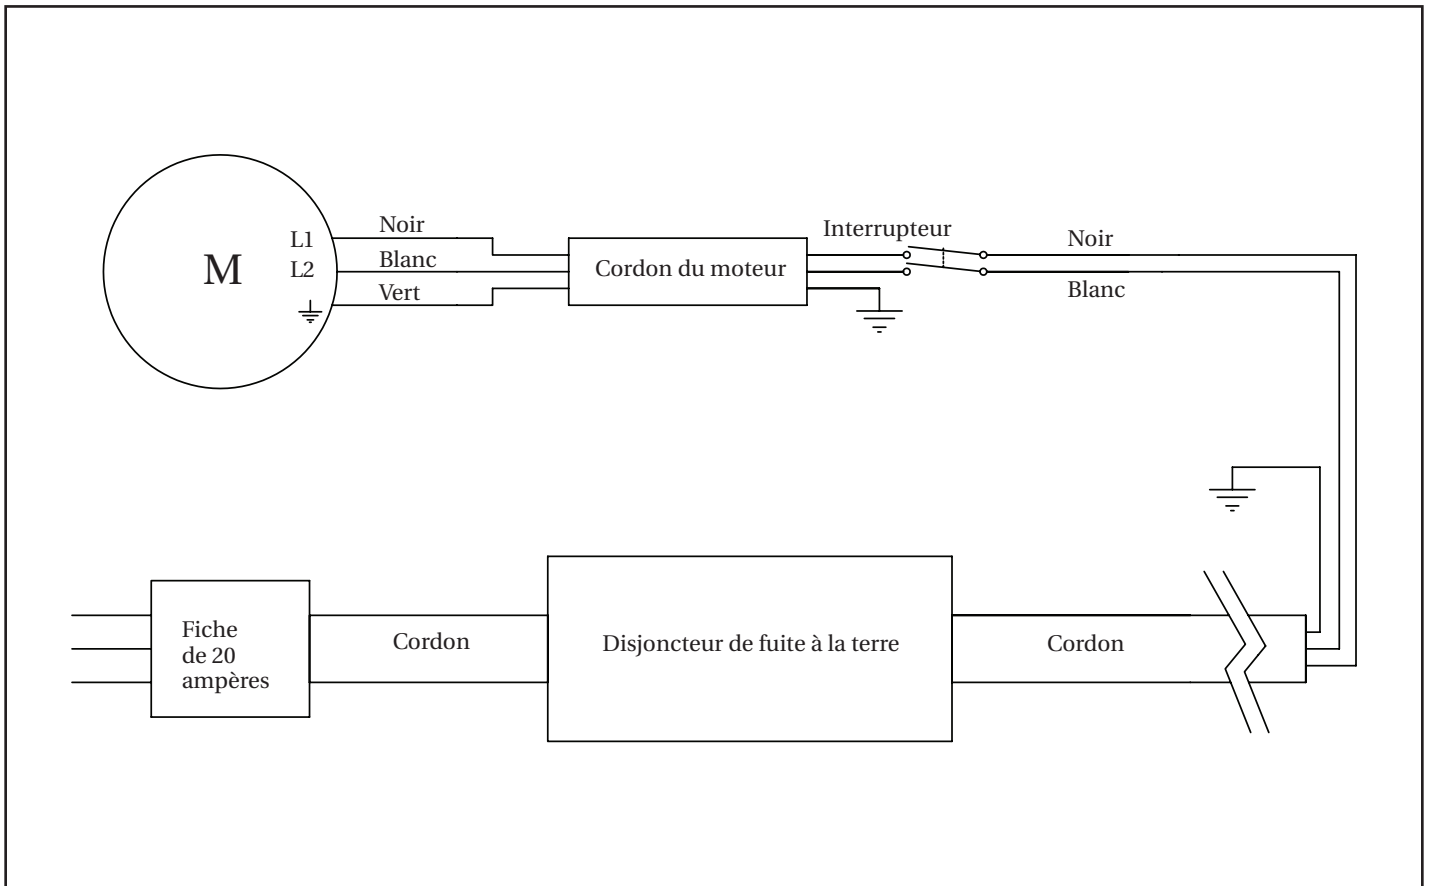 Noir
L1
M
L2
Blanc
Vert
Cordon du moteur
Interrupteur
Noir
Blanc
Fiche
de 20
ampères
Cordon
Disjoncteur de fuite à la terre
Cordon